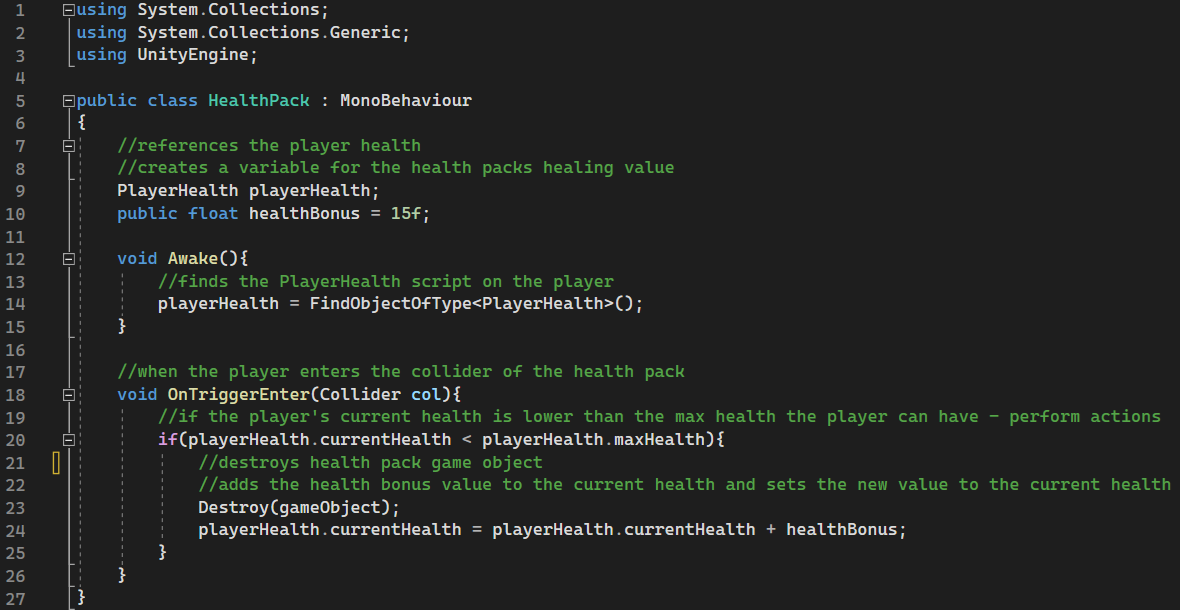 1 using System.Collections;
2 using System.Collections.Generic;
3 using UnityEngine;
4
5 public class HealthPack : MonoBehaviour
6 {
7     //references the player health
8     //creates a variable for the health packs healing value
9     PlayerHealth playerHealth;
10     public float healthBonus = 15f;
11
12     void Awake(){
13         //finds the PlayerHealth script on the player
14         playerHealth = FindObjectOfType<PlayerHealth>();
15     }
16
17     //when the player enters the collider of the health pack
18     void OnTriggerEnter(Collider col){
19         //if the player's current health is lower than the max health the player can have - perform actions
20         if(playerHealth.currentHealth < playerHealth.maxHealth){
21             //destroys health pack game object
22             //adds the health bonus value to the current health and sets the new value to the current health
23             Destroy(gameObject);
24             playerHealth.currentHealth = playerHealth.currentHealth + healthBonus;
25         }
26     }
27 }